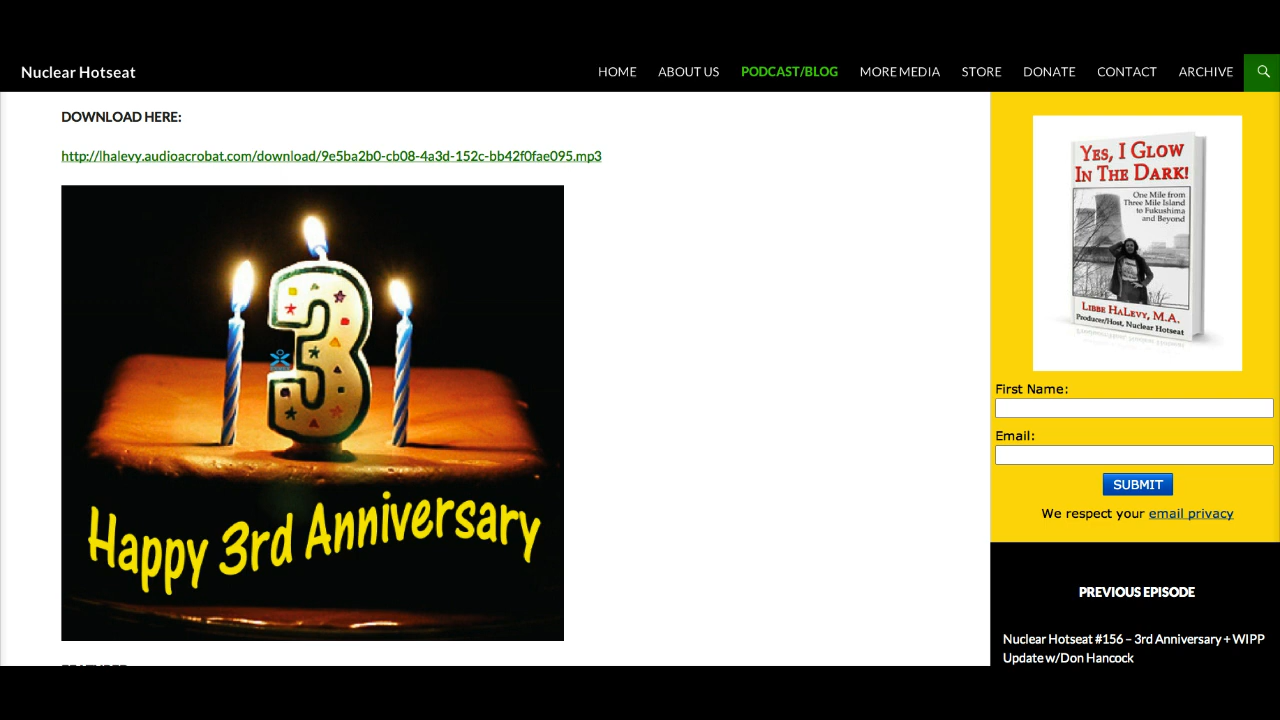 Nuclear Hotseat
HOME ABOUT US PODCAST/BLOG MORE MEDIA STORE DONATE CONTACT ARCHIVE
DOWNLOAD HERE:
http://lhalevy.audioacrobat.com/download/9e5ba2b0-cb08-4a3d-152c-bb42f0fae095.mp3
3
Happy 3rd Anniversary
YES, I GLOW
IN THE DARK!
One Mile from
Three Mile Island
to Fukushima
and Beyond
LIBBE HALEVY, M.A.
Producer/Host, Nuclear Hotseat
First Name:
Email:
SUBMIT
We respect your email privacy
PREVIOUS EPISODE
Nuclear Hotseat #156 – 3rd Anniversary + WIPP
Update w/Don Hancock